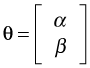 θ = [ α
β ]